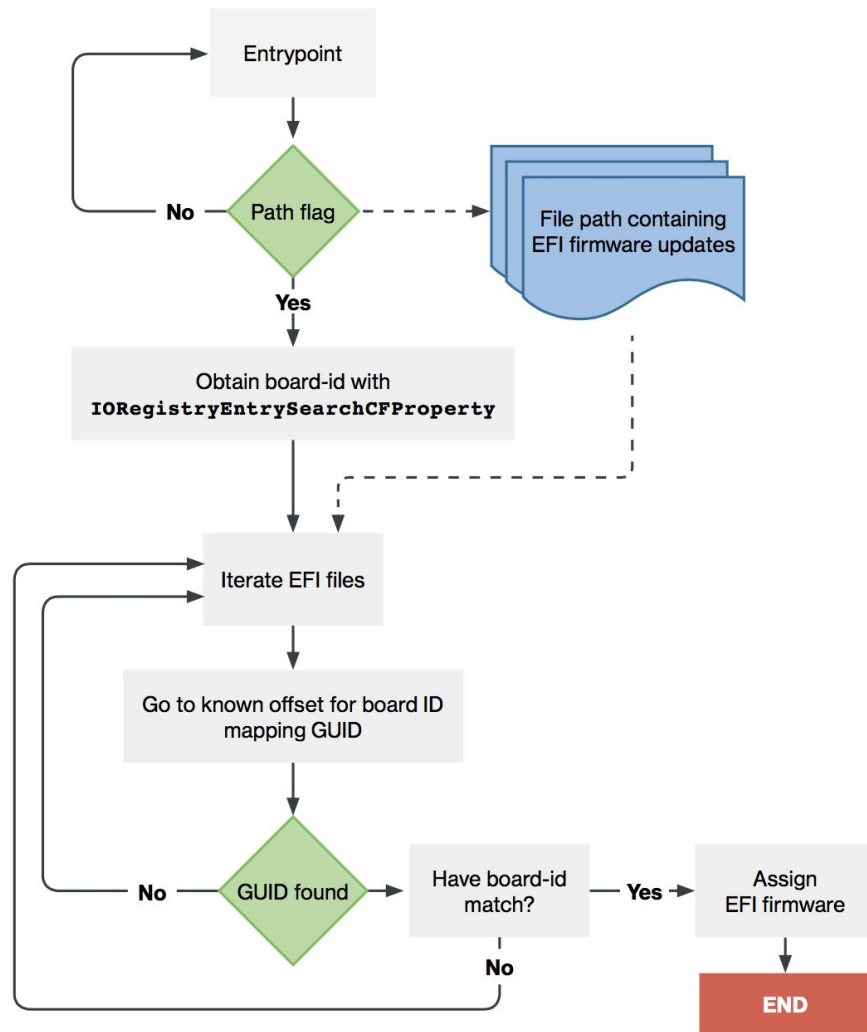 Entrypoint
No
Path flag
File path containing
EFI firmware updates
Yes
Obtain board-id with
IORegistryEntrySearchCFProperty
Iterate EFI files
Go to known offset for board ID
mapping GUID
No
GUID found
Have board-id
match?
Yes
Assign
EFI firmware
No
END